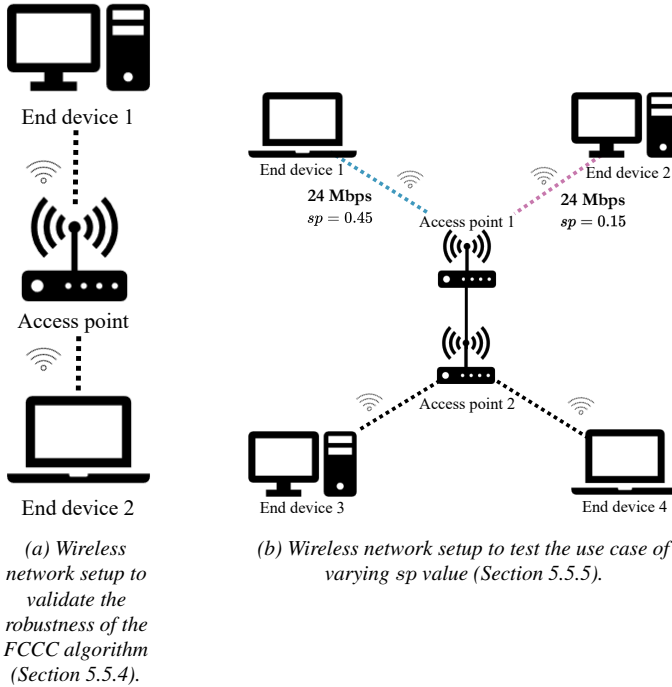 End device 1
Access point
End device 2
(a) Wireless
network setup to
validate the
robustness of the
FCCC algorithm
(Section 5.5.4).
End device 1
24 Mbps
sp = 0.45
End device 2
24 Mbps
sp = 0.15
Access point 1
Access point 2
End device 3
End device 4
(b) Wireless network setup to test the use case of
varying sp value (Section 5.5.5).